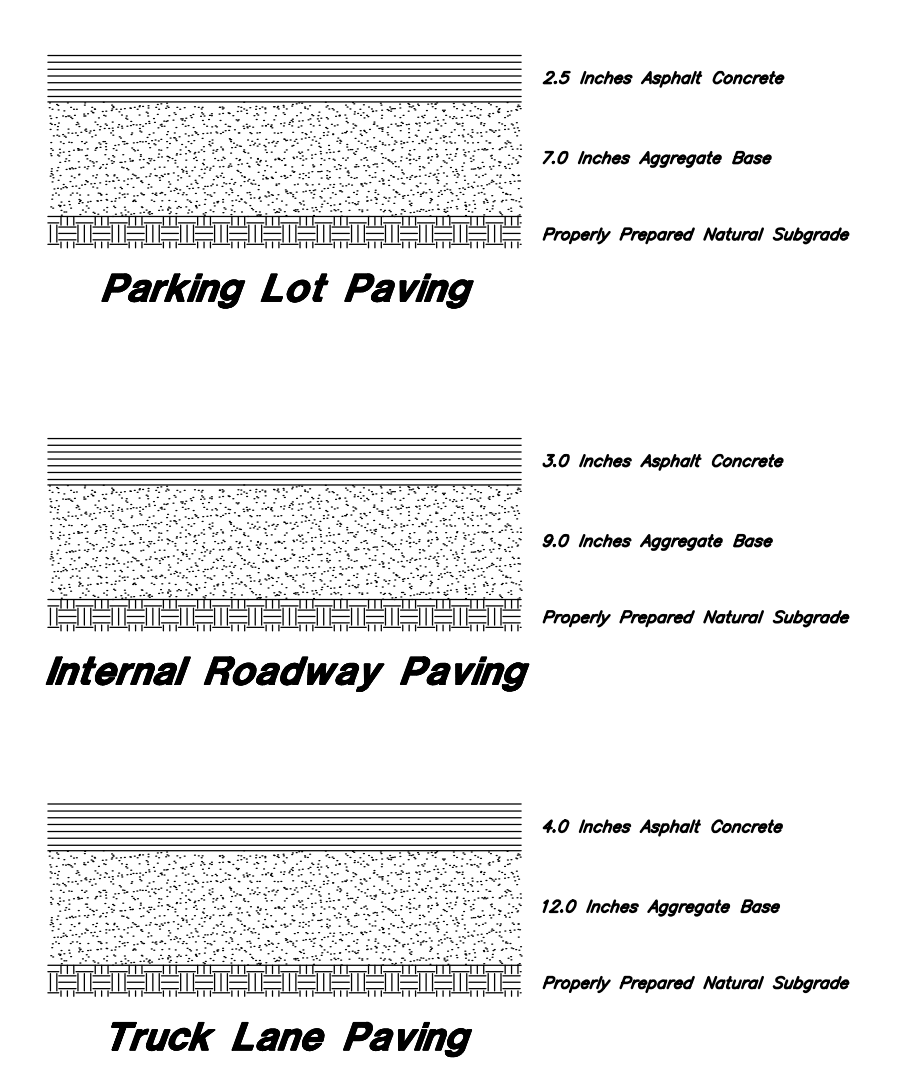 2.5 Inches Asphalt Concrete
7.0 Inches Aggregate Base
Properly Prepared Natural Subgrade
Parking Lot Paving
3.0 Inches Asphalt Concrete
9.0 Inches Aggregate Base
Properly Prepared Natural Subgrade
Internal Roadway Paving
4.0 Inches Asphalt Concrete
12.0 Inches Aggregate Base
Properly Prepared Natural Subgrade
Truck Lane Paving